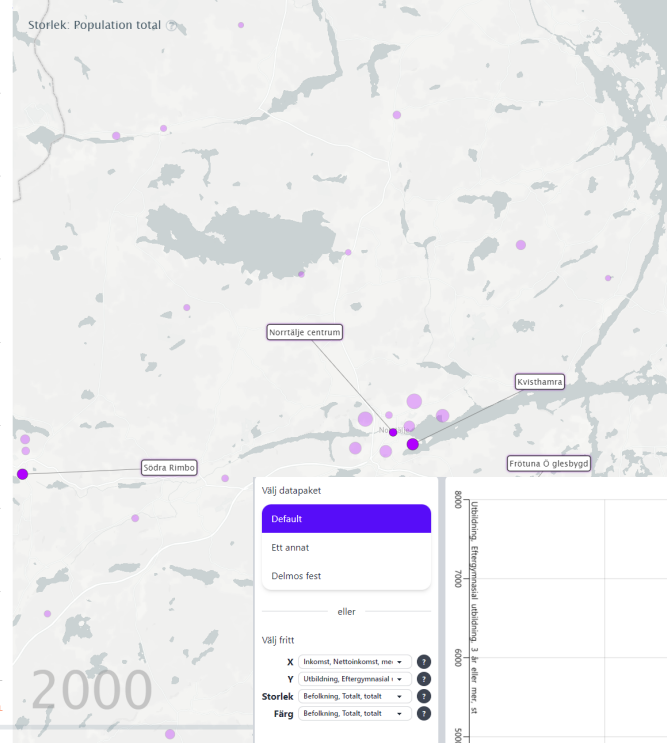 Storlek: Population total ?
Norrtälje centrum
Kvisthamra
Södra Rimbo
Frötuna Ö glesbygd
2000
Välj datapaket
Default
Ett annat
Delmos fest
eller
Välj fritt
X Inkomst, Nettoinkomst, me ?
Y Utbildning, Eftergymnasial ?
Storlek Befolkning, Totalt, totalt ?
Färg Befolkning, Totalt, totalt ?
Utbildning, Eftergymnasial utbildning, 3 år eller mer, st
8000
7000
6000
5000